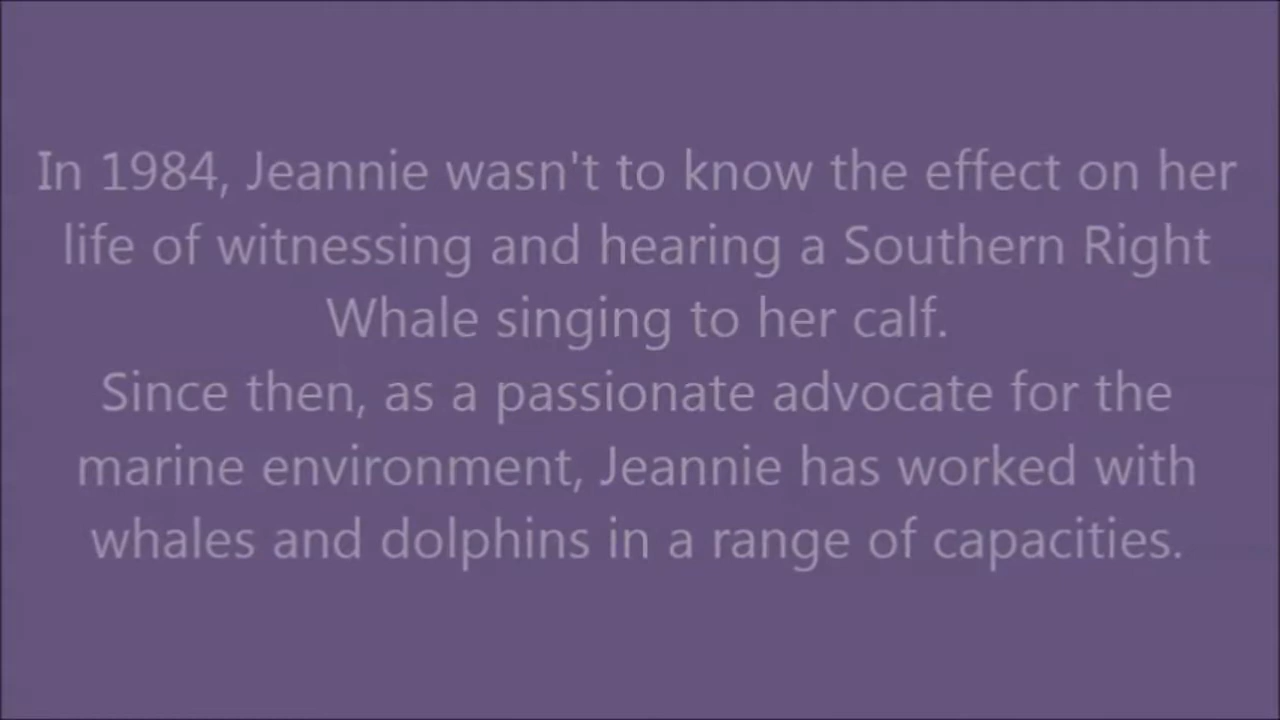 In 1984, Jeannie wasn't to know the effect on her
life of witnessing and hearing a Southern Right
Whale singing to her calf.
Since then, as a passionate advocate for the
marine environment, Jeannie has worked with
whales and dolphins in a range of capacities.